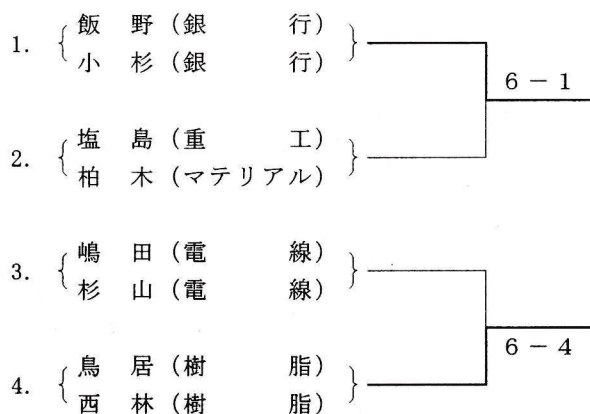 1. 飯野（銀行）
小杉（銀行）
6－1
2. 塩島（重工）
柏木（マテリアル）
3. 嶋田（電線）
杉山（電線）
6－4
4. 鳥居（樹脂）
西林（樹脂）